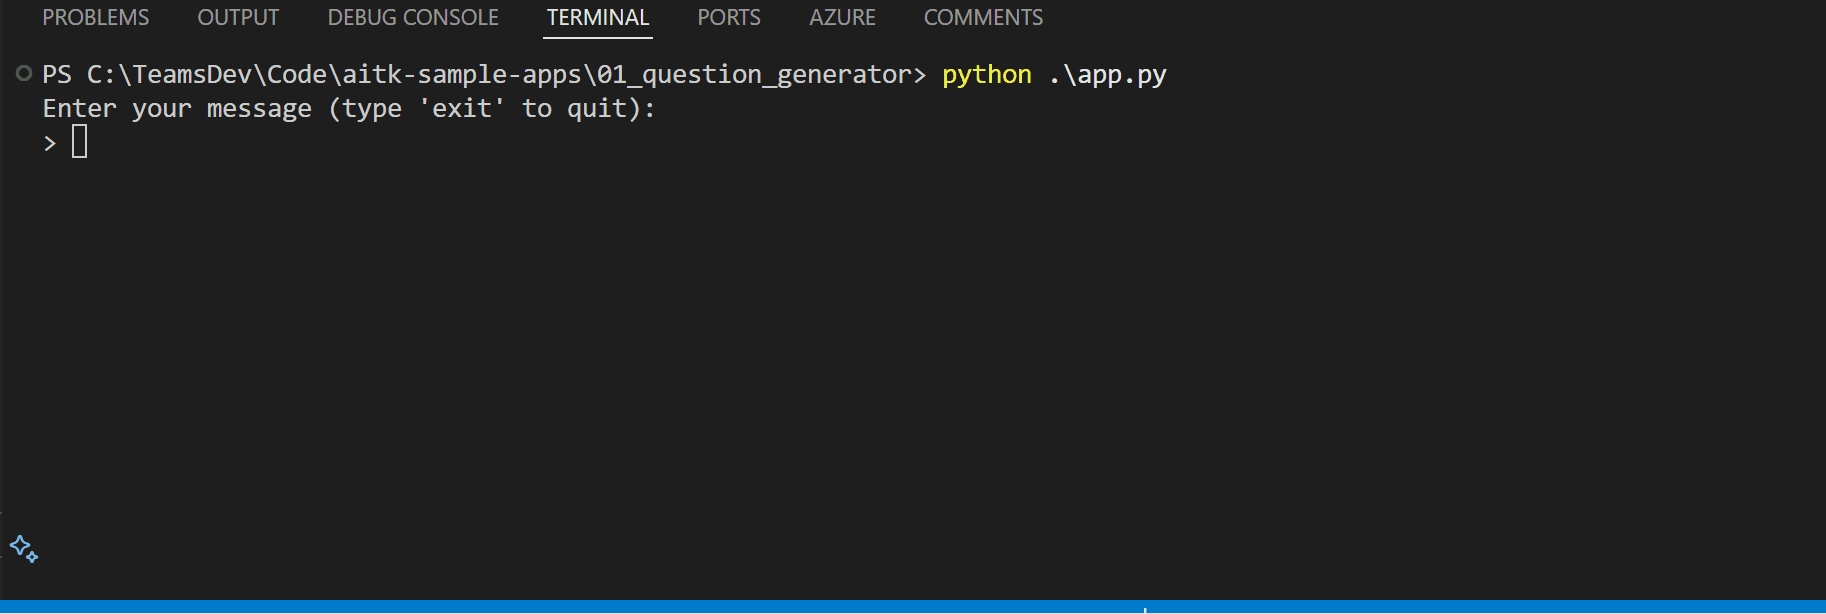 PROBLEMS OUTPUT DEBUG CONSOLE TERMINAL PORTS AZURE COMMENTS
PS C:\TeamsDev\Code\aitk-sample-apps\01_question_generator> python .\app.py
Enter your message (type 'exit' to quit):
>